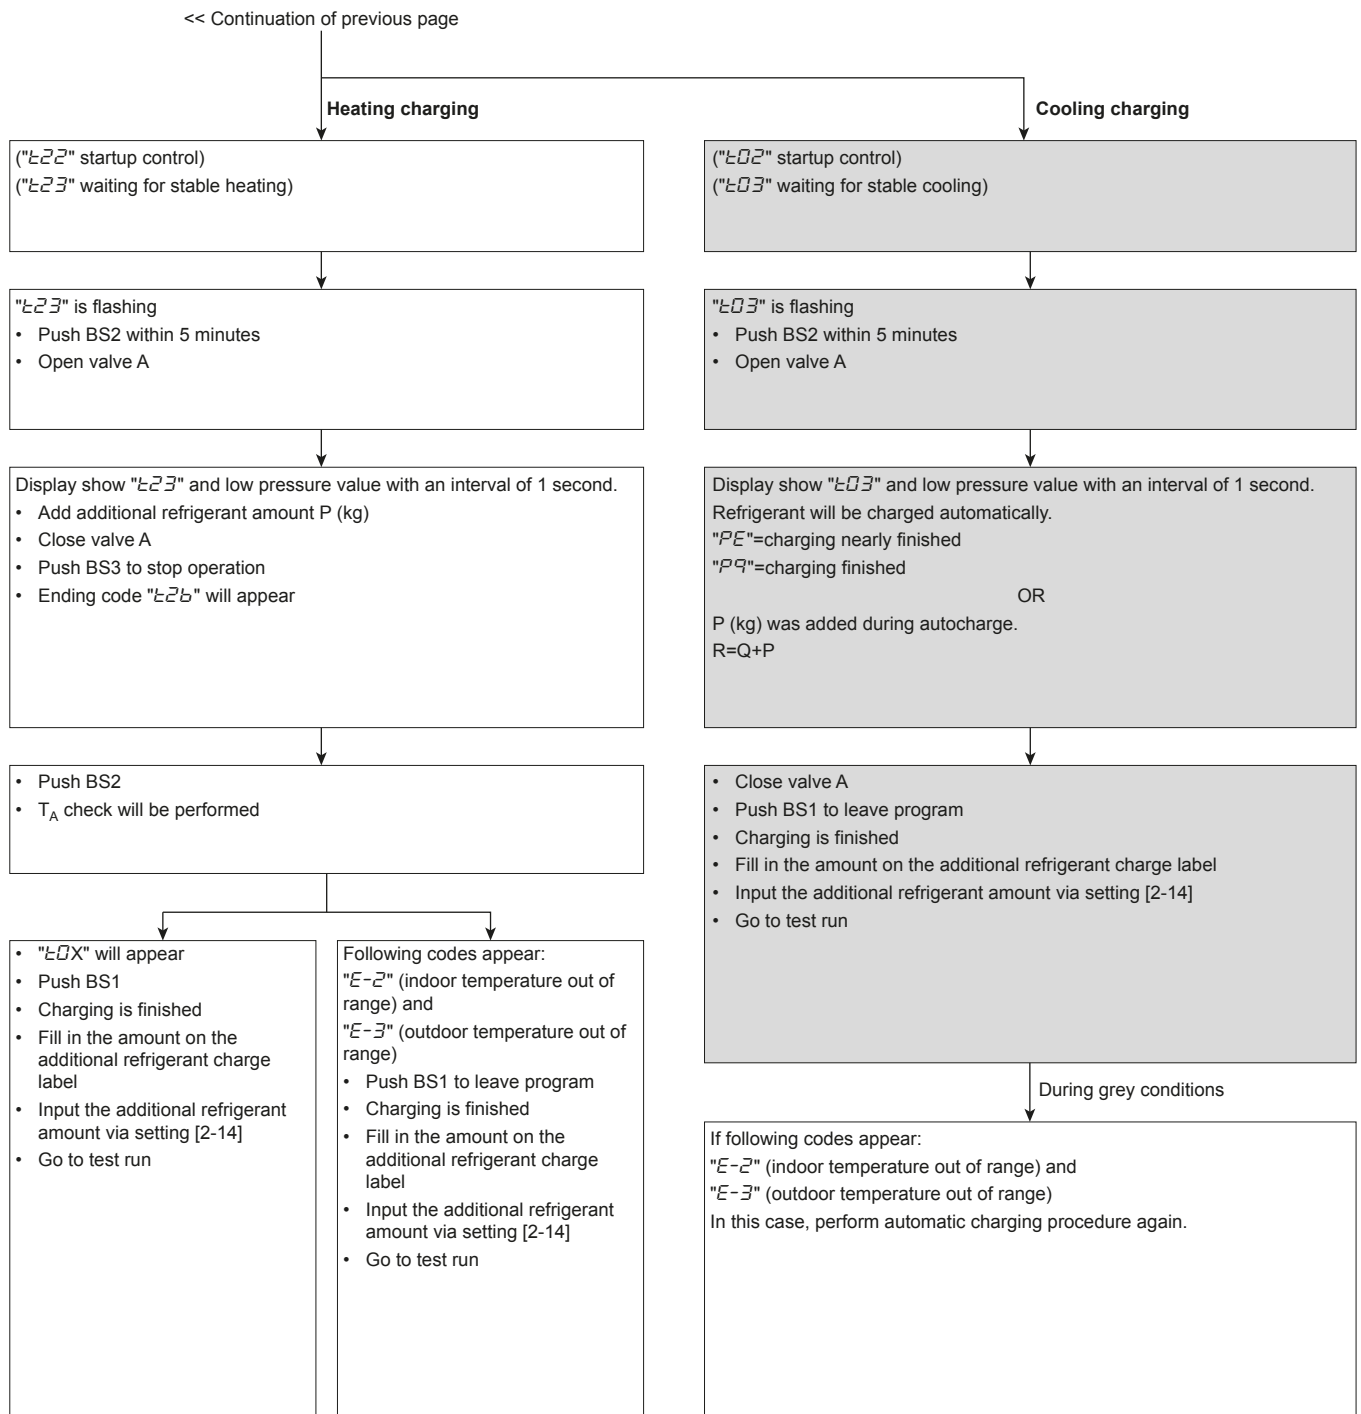 << Continuation of previous page
Heating charging
("t22" startup control)
("t23" waiting for stable heating)
"t23" is flashing
• Push BS2 within 5 minutes
• Open valve A
Display show "t23" and low pressure value with an interval of 1 second.
• Add additional refrigerant amount P (kg)
• Close valve A
• Push BS3 to stop operation
• Ending code "t2b" will appear
• Push BS2
• TA check will be performed
• "t0X" will appear
• Push BS1
• Charging is finished
• Fill in the amount on the
additional refrigerant charge
label
• Input the additional refrigerant
amount via setting [2-14]
• Go to test run
Following codes appear:
"E-2" (indoor temperature out of
range) and
"E-3" (outdoor temperature out of
range)
• Push BS1 to leave program
• Charging is finished
• Fill in the amount on the
additional refrigerant charge
label
• Input the additional refrigerant
amount via setting [2-14]
• Go to test run
Cooling charging
("t02" startup control)
("t03" waiting for stable cooling)
"t03" is flashing
• Push BS2 within 5 minutes
• Open valve A
Display show "t03" and low pressure value with an interval of 1 second.
Refrigerant will be charged automatically.
"PE"=charging nearly finished
"P9"=charging finished
OR
P (kg) was added during autocharge.
R=Q+P
• Close valve A
• Push BS1 to leave program
• Charging is finished
• Fill in the amount on the additional refrigerant charge label
• Input the additional refrigerant amount via setting [2-14]
• Go to test run
During grey conditions
If following codes appear:
"E-2" (indoor temperature out of range) and
"E-3" (outdoor temperature out of range)
In this case, perform automatic charging procedure again.